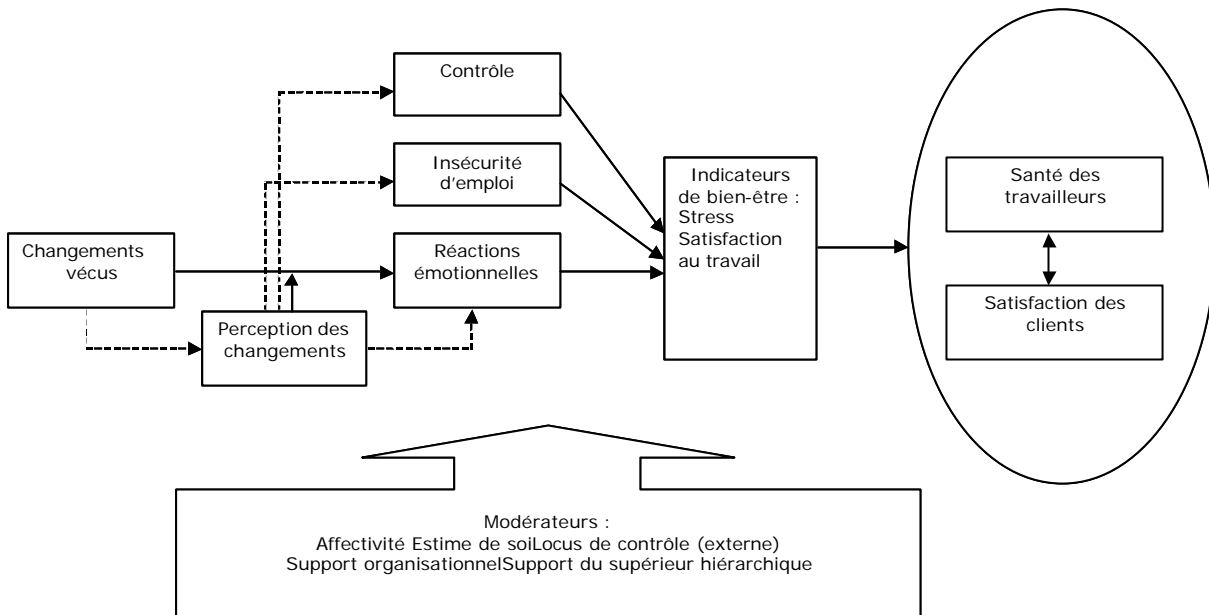 Contrôle
Insécurité
d'emploi
Changements
vécus
Réactions
émotionnelles
Perception des
changements
Indicateurs
de bien-être :
Stress
Satisfaction
au travail
Santé des
travailleurs
Satisfaction des
clients
Modérateurs :
Affectivité Estime de soiLocus de contrôle (externe)
Support organisationnelSupport du supérieur hiérarchique